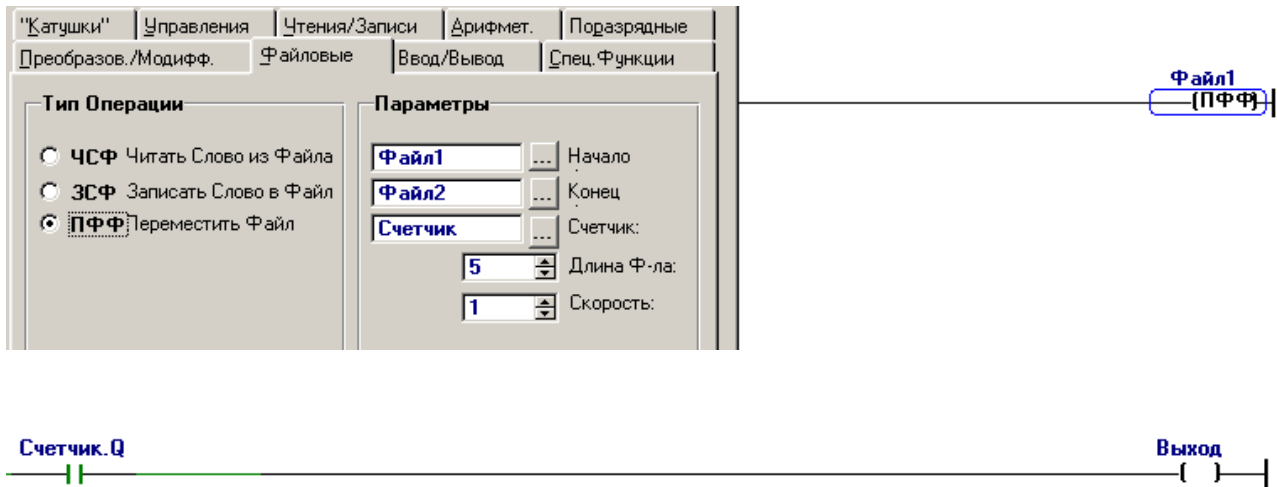 "Катушки" Управления Чтения/Записи Арифмет. Поразрядные
Преобразов./Модифф. Файловые Ввод/Вывод Спец.Функции
Тип Операции
ЧСФ Читать Слово из Файла
ЗСФ Записать Слово в Файл
ПФФ Переместить Файл
Параметры
Файл1 ... Начало
Файл2 ... Конец
Счетчик ... Счетчик:
5 Длина Ф-ла:
1 Скорость:
Файл1
(ПФФ)
Счетчик.Q
Выход
( )